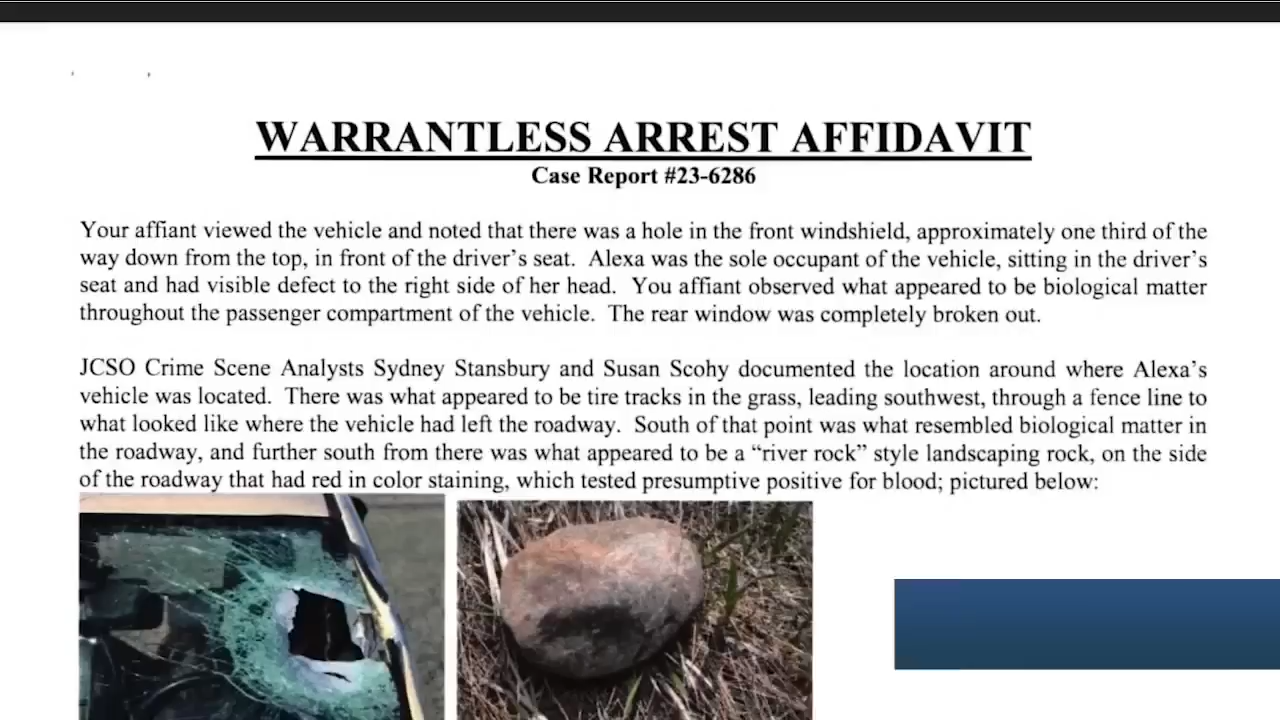 WARRANTLESS ARREST AFFIDAVIT
Case Report #23-6286
Your affiant viewed the vehicle and noted that there was a hole in the front windshield, approximately one third of the
way down from the top, in front of the driver's seat. Alexa was the sole occupant of the vehicle, sitting in the driver's
seat and had visible defect to the right side of her head. You affiant observed what appeared to be biological matter
throughout the passenger compartment of the vehicle. The rear window was completely broken out.
JCSO Crime Scene Analysts Sydney Stansbury and Susan Scohy documented the location around where Alexa's
vehicle was located. There was what appeared to be tire tracks in the grass, leading southwest, through a fence line to
what looked like where the vehicle had left the roadway. South of that point was what resembled biological matter in
the roadway, and further south from there was what appeared to be a "river rock" style landscaping rock, on the side
of the roadway that had red in color staining, which tested presumptive positive for blood; pictured below: